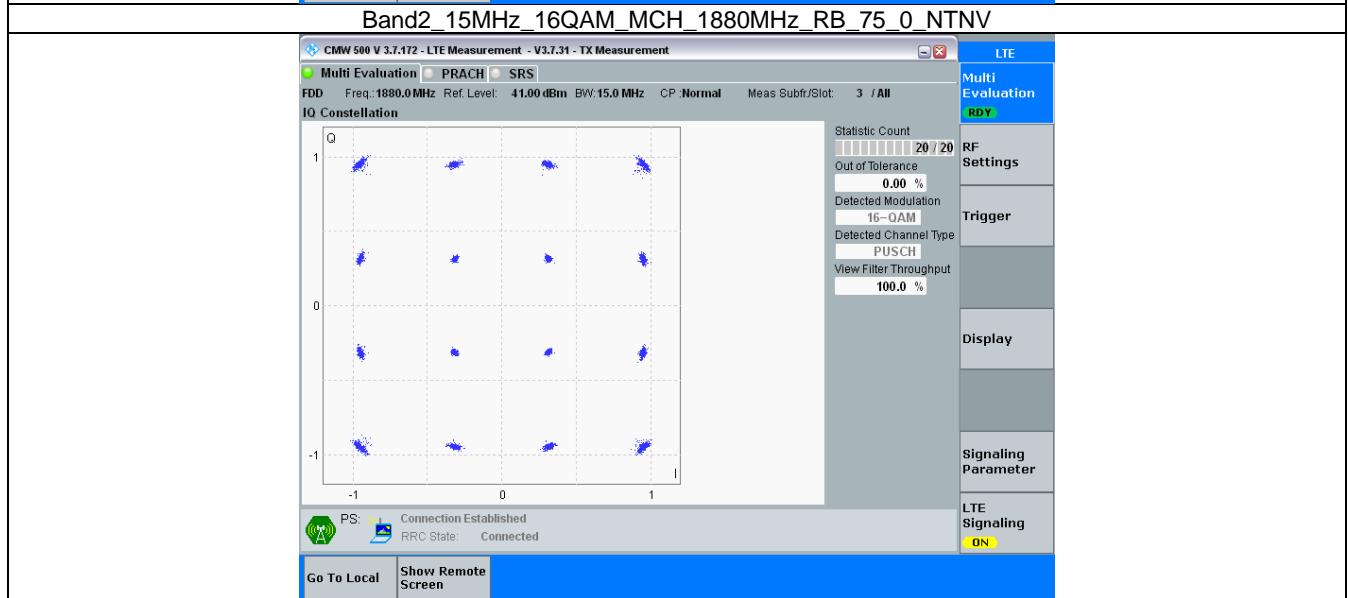 Band2_15MHz_16QAM_MCH_1880MHz_RB_75_0_NTNV
CMW 500 V 3.7.172 - LTE Measurement - V3.7.31 - TX Measurement
LTE
Multi Evaluation PRACH SRS
Multi
Evaluation
RDY
FDD Freq.:1880.0 MHz Ref. Level: 41.00 dBm BW:15.0 MHz CP :Normal Meas Subfr./Slot: 3 / All
IQ Constellation
Q
1
0
-1
I
-1 0 1
Statistic Count
20 / 20
Out of Tolerance
0.00 %
Detected Modulation
16-QAM
Detected Channel Type
PUSCH
View Filter Throughput
100.0 %
RF
Settings
Trigger
Display
Signaling
Parameter
LTE
Signaling
ON
PS: Connection Established
RRC State: Connected
Go To Local
Show Remote
Screen